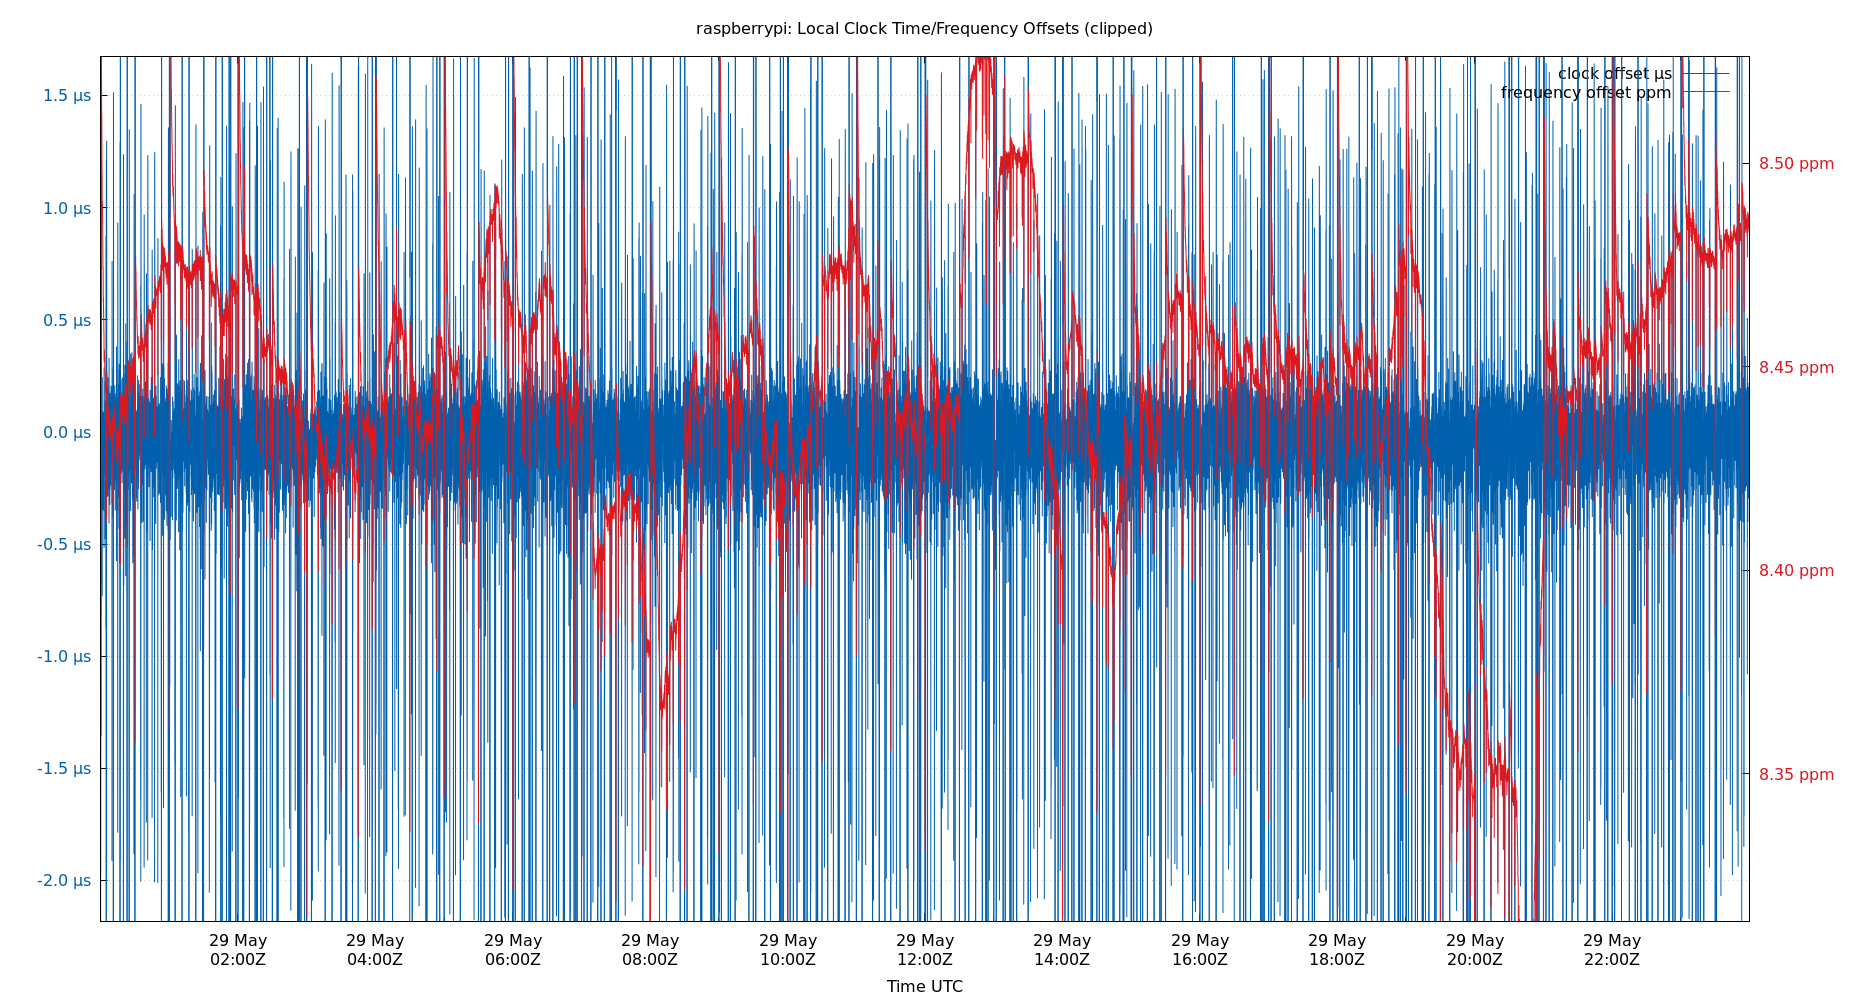 raspberrypi: Local Clock Time/Frequency Offsets (clipped)
clock offset µs
frequency offset ppm
1.5 µs
1.0 µs
0.5 µs
0.0 µs
-0.5 µs
-1.0 µs
-1.5 µs
-2.0 µs
8.50 ppm
8.45 ppm
8.40 ppm
8.35 ppm
29 May 29 May 29 May 29 May 29 May 29 May 29 May 29 May 29 May 29 May 29 May
02:00Z 04:00Z 06:00Z 08:00Z 10:00Z 12:00Z 14:00Z 16:00Z 18:00Z 20:00Z 22:00Z
Time UTC